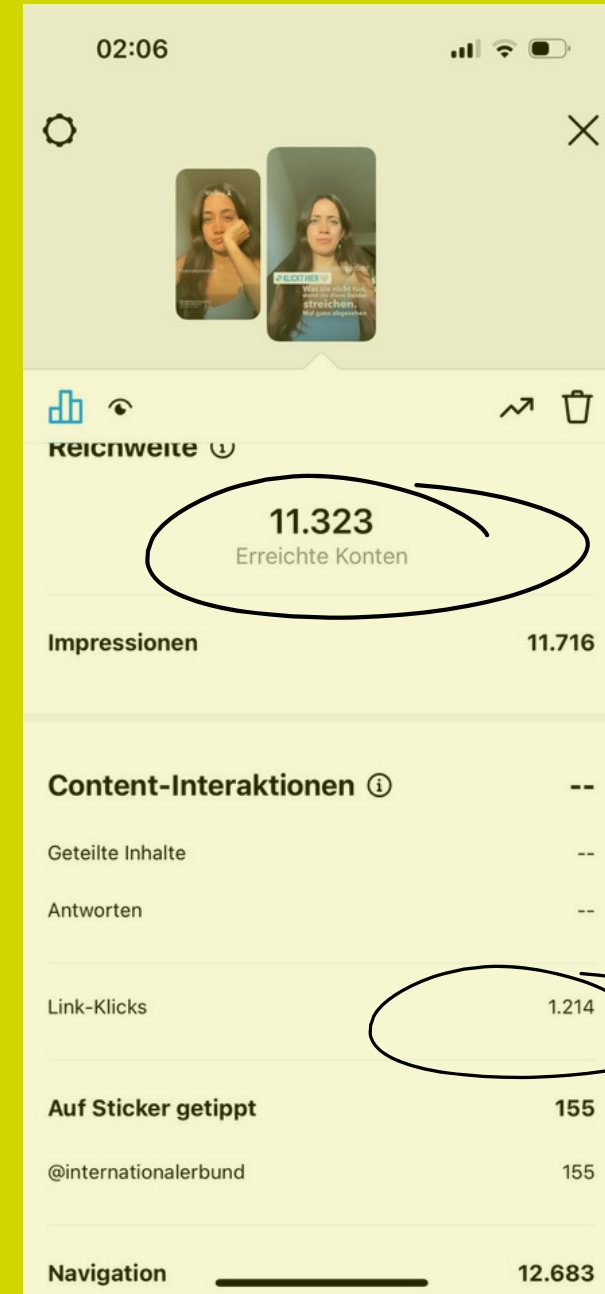 02:06
KLICKT HIER
Was sie nicht tun,
wenn sie diese Gelder
streichen.
Mal ganz abgesehen
Reichweite
11.323
Erreichte Konten
Impressionen 11.716
Content-Interaktionen --
Geteilte Inhalte --
Antworten --
Link-Klicks 1.214
Auf Sticker getippt 155
@internationalerbund 155
Navigation 12.683